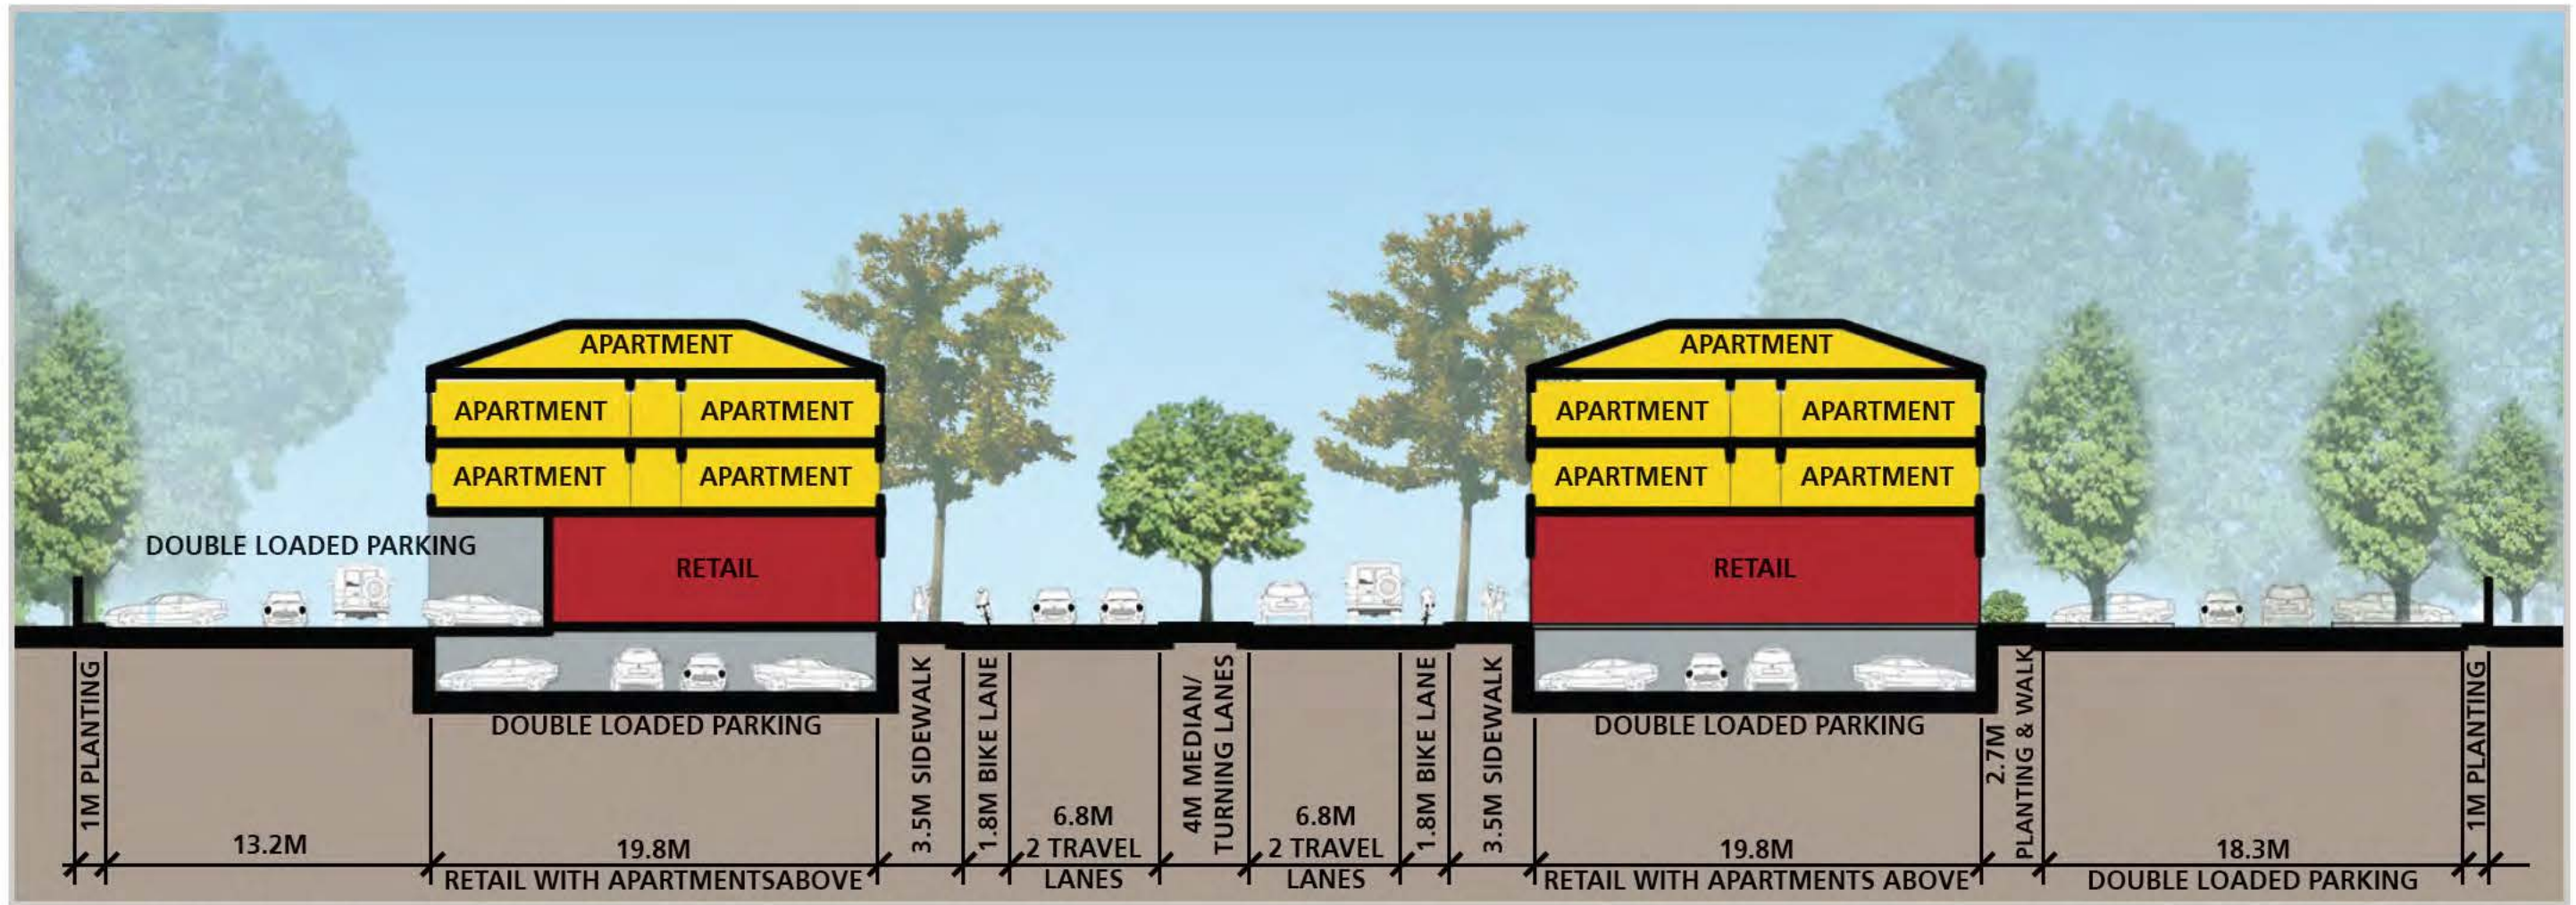 APARTMENT
APARTMENT APARTMENT
APARTMENT APARTMENT
DOUBLE LOADED PARKING
RETAIL
DOUBLE LOADED PARKING
APARTMENT
APARTMENT APARTMENT
APARTMENT APARTMENT
RETAIL
DOUBLE LOADED PARKING
1M PLANTING
13.2M
19.8M
RETAIL WITH APARTMENTSABOVE
3.5M SIDEWALK
1.8M BIKE LANE
6.8M
2 TRAVEL
LANES
4M MEDIAN/
TURNING LANES
6.8M
2 TRAVEL
LANES
1.8M BIKE LANE
3.5M SIDEWALK
19.8M
RETAIL WITH APARTMENTS ABOVE
2.7M
PLANTING & WALK
18.3M
DOUBLE LOADED PARKING
1M PLANTING